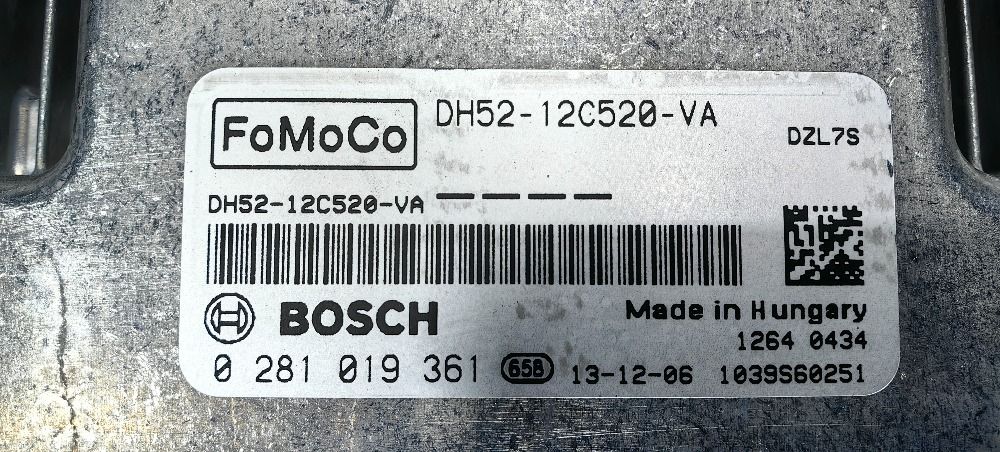 FoMoCo
DH52-12C520-VA
DZL7S
DH52-12C520-VA
BOSCH
Made in Hungary
1264 0434
0 281 019 361 658 13-12-06 1039S60251